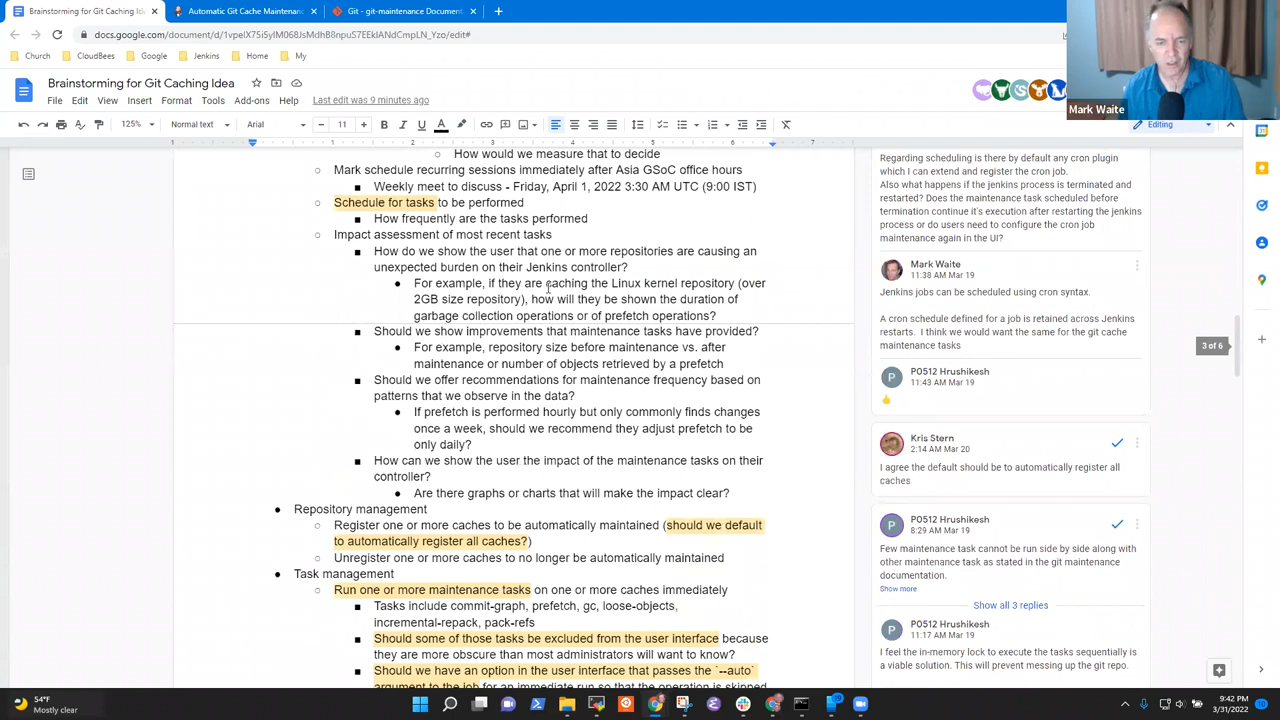 Brainstorming for Git Caching Ide
Automatic Git Cache Maintenanc
Git - git-maintenance Document
docs.google.com/document/d/1vpelX75i5ylM068JsMdhB8npuS7EEklANdCmpLN_Yzo/edit#
Church
CloudBees
Google
Jenkins
Home
My
Mark Waite
Brainstorming for Git Caching Idea
File Edit View Insert Format Tools Add-ons Help Last edit was 9 minutes ago
125% Normal text Arial 11 Editing
1 2 3 4 5 6 7
How would we measure that to decide
Mark schedule recurring sessions immediately after Asia GSoC office hours
Weekly meet to discuss - Friday, April 1, 2022 3:30 AM UTC (9:00 IST)
Schedule for tasks to be performed
How frequently are the tasks performed
Impact assessment of most recent tasks
How do we show the user that one or more repositories are causing an
unexpected burden on their Jenkins controller?
For example, if they are caching the Linux kernel repository (over
2GB size repository), how will they be shown the duration of
garbage collection operations or of prefetch operations?
Should we show improvements that maintenance tasks have provided?
For example, repository size before maintenance vs. after
maintenance or number of objects retrieved by a prefetch
Should we offer recommendations for maintenance frequency based on
patterns that we observe in the data?
If prefetch is performed hourly but only commonly finds changes
once a week, should we recommend they adjust prefetch to be
only daily?
How can we show the user the impact of the maintenance tasks on their
controller?
Are there graphs or charts that will make the impact clear?
Repository management
Register one or more caches to be automatically maintained (should we default
to automatically register all caches?)
Unregister one or more caches to no longer be automatically maintained
Task management
Run one or more maintenance tasks on one or more caches immediately
Tasks include commit-graph, prefetch, gc, loose-objects,
incremental-repack, pack-refs
Should some of those tasks be excluded from the user interface because
they are more obscure than most administrators will want to know?
Should we have an option in the user interface that passes the `--auto`
argument to the job for an immediate run so that the operation is skipped
Regarding scheduling is there by default any cron plugin
which I can extend and register the cron job.
Also what happens if the jenkins process is terminated and
restarted? Does the maintenance task scheduled before
termination continue it's execution after restarting the jenkins
process or do users need to configure the cron job
maintenance again in the UI?
Mark Waite
11:38 AM Mar 19
Jenkins jobs can be scheduled using cron syntax.
A cron schedule defined for a job is retained across Jenkins
restarts. I think we would want the same for the git cache
maintenance tasks
3 of 6
P
P0512 Hrushikesh
11:43 AM Mar 19
Kris Stern
2:14 AM Mar 20
I agree the default should be to automatically register all
caches
P
P0512 Hrushikesh
8:29 AM Mar 19
Few maintenance task cannot be run side by side along with
other maintenance task as stated in the git maintenance
documentation.
Show more
Show all 3 replies
P
P0512 Hrushikesh
11:17 AM Mar 19
I feel the in-memory lock to execute the tasks sequentially is
a viable solution. This will prevent messing up the git repo.
54°F
Mostly clear
9:42 PM
3/31/2022